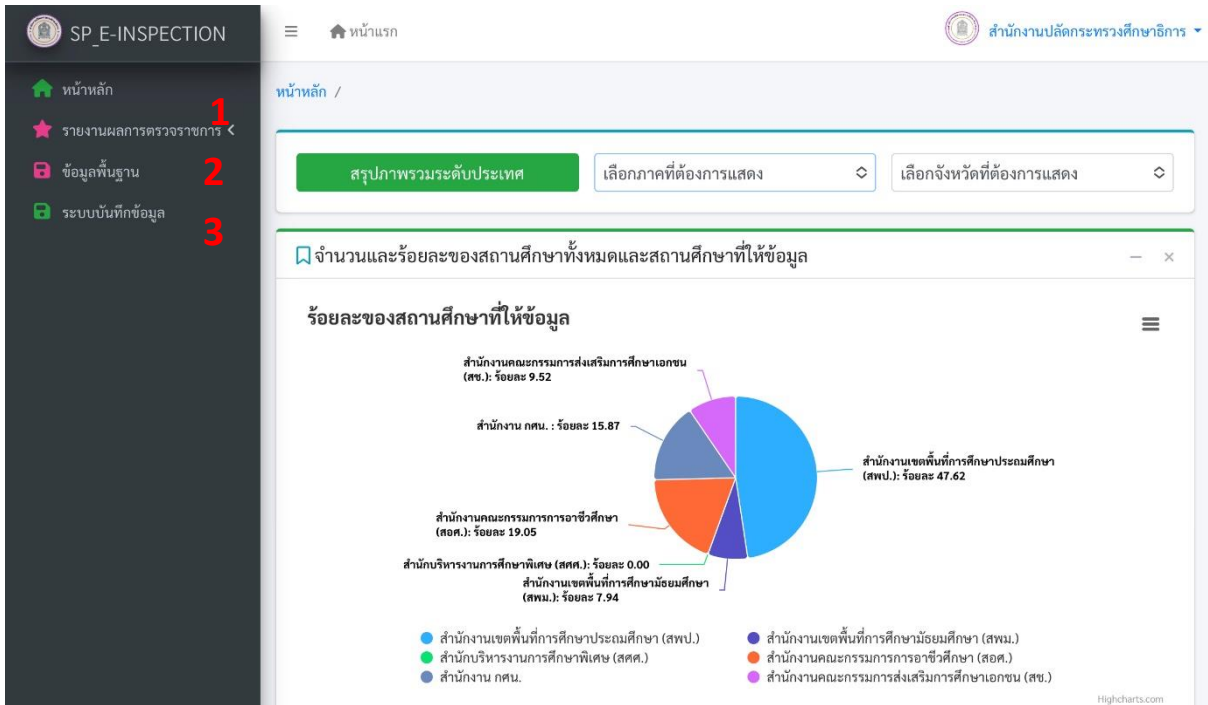 SP_E-INSPECTION
หน้าแรก
สำนักงานปลัดกระทรวงศึกษาธิการ
หน้าหลัก
รายงานผลการตรวจราชการ
1
ข้อมูลพื้นฐาน
2
ระบบบันทึกข้อมูล
3
หน้าหลัก /
สรุปภาพรวมระดับประเทศ
เลือกภาคที่ต้องการแสดง
เลือกจังหวัดที่ต้องการแสดง
จำนวนและร้อยละของสถานศึกษาทั้งหมดและสถานศึกษาที่ให้ข้อมูล
ร้อยละของสถานศึกษาที่ให้ข้อมูล
สำนักงานคณะกรรมการส่งเสริมการศึกษาเอกชน
(สช.): ร้อยละ 9.52
สำนักงาน กศน. : ร้อยละ 15.87
สำนักงานเขตพื้นที่การศึกษาประถมศึกษา
(สพป.): ร้อยละ 47.62
สำนักงานคณะกรรมการการอาชีวศึกษา
(สอศ.): ร้อยละ 19.05
สำนักบริหารงานการศึกษาพิเศษ (สศศ.): ร้อยละ 0.00
สำนักงานเขตพื้นที่การศึกษามัธยมศึกษา
(สพม.): ร้อยละ 7.94
สำนักงานเขตพื้นที่การศึกษาประถมศึกษา (สพป.)
สำนักงานเขตพื้นที่การศึกษามัธยมศึกษา (สพม.)
สำนักบริหารงานการศึกษาพิเศษ (สศศ.)
สำนักงานคณะกรรมการการอาชีวศึกษา (สอศ.)
สำนักงาน กศน.
สำนักงานคณะกรรมการส่งเสริมการศึกษาเอกชน (สช.)
Highcharts.com